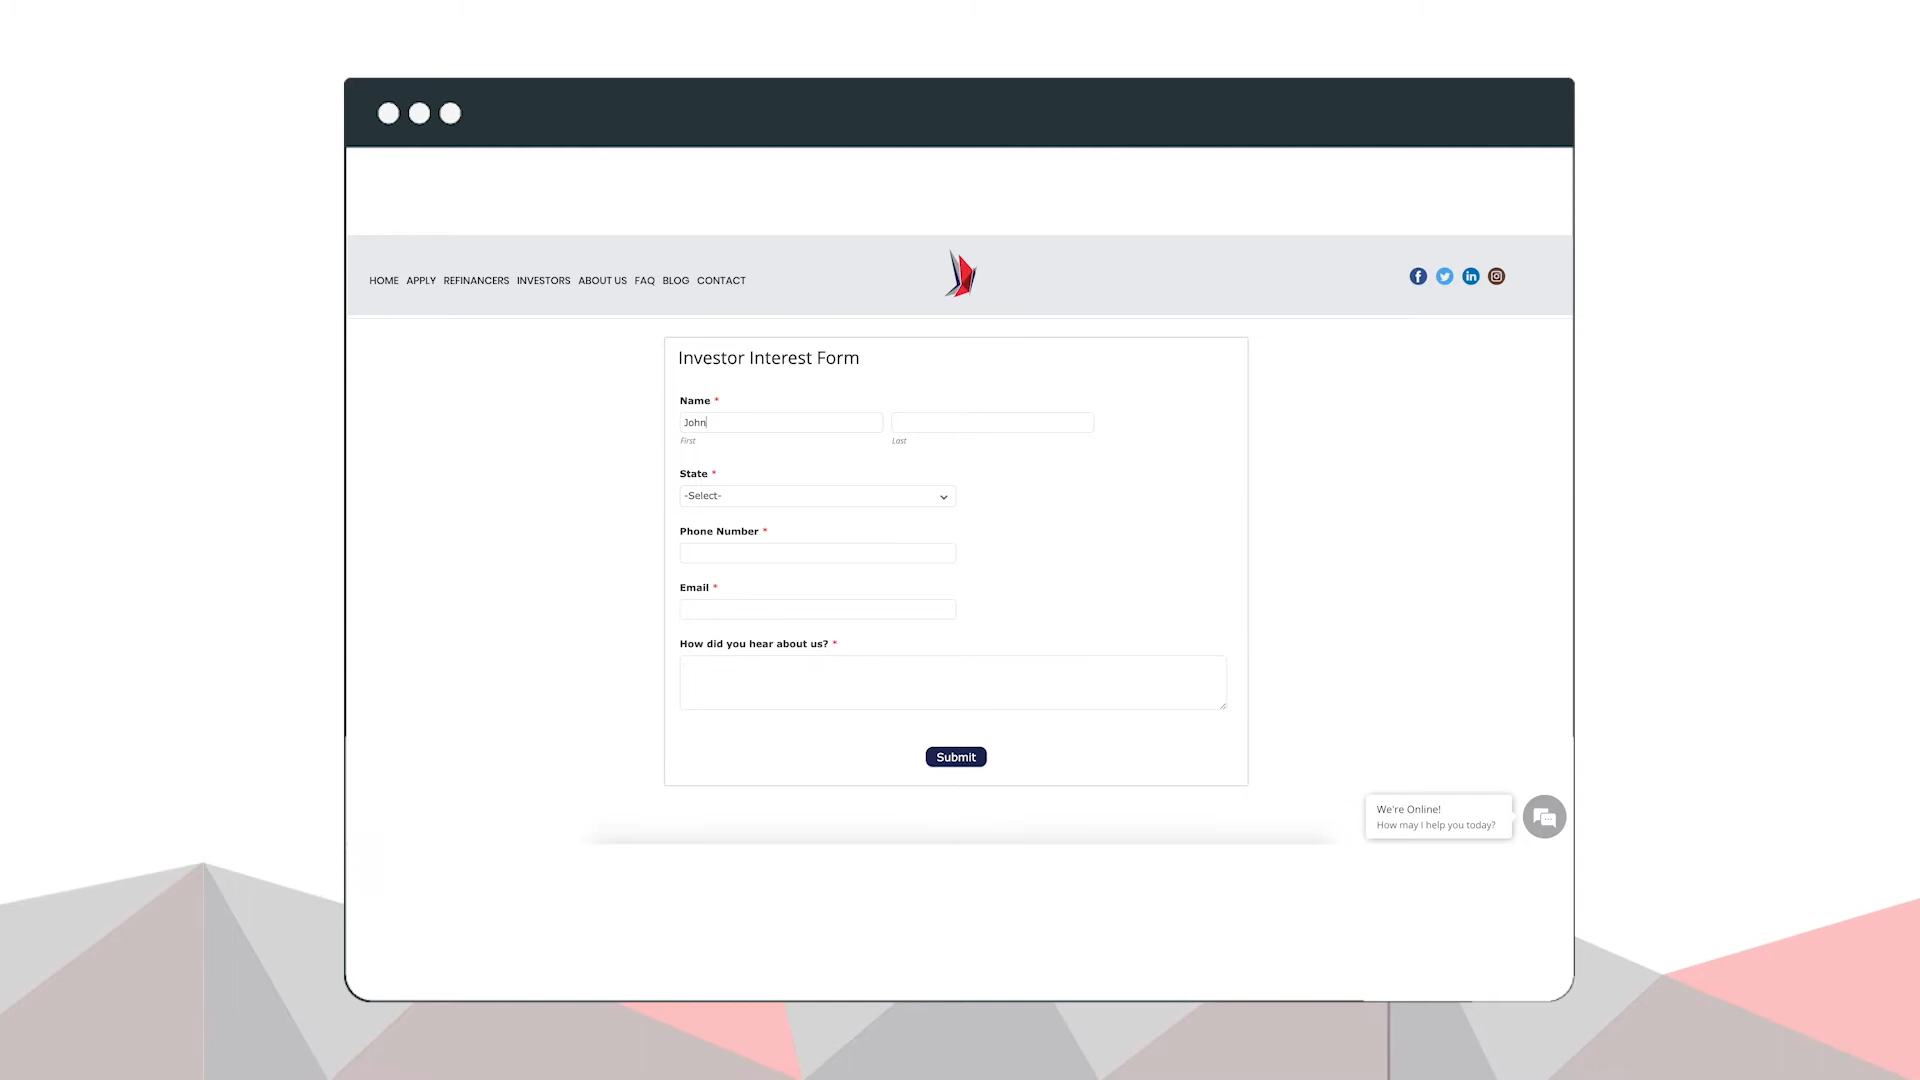 HOME APPLY REFINANCERS INVESTORS ABOUT US FAQ BLOG CONTACT
Investor Interest Form
Name *
John
First Last
State *
-Select-
Phone Number *
Email *
How did you hear about us? *
Submit
We're Online!
How may I help you today?